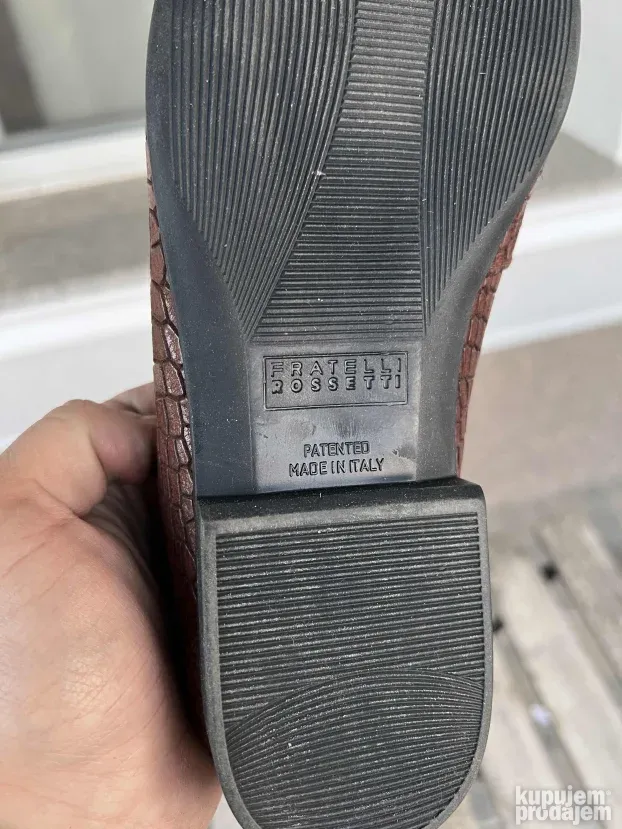 FRATELLI
ROSSETTI
PATENTED
MADE IN ITALY
kupujem
prodajem